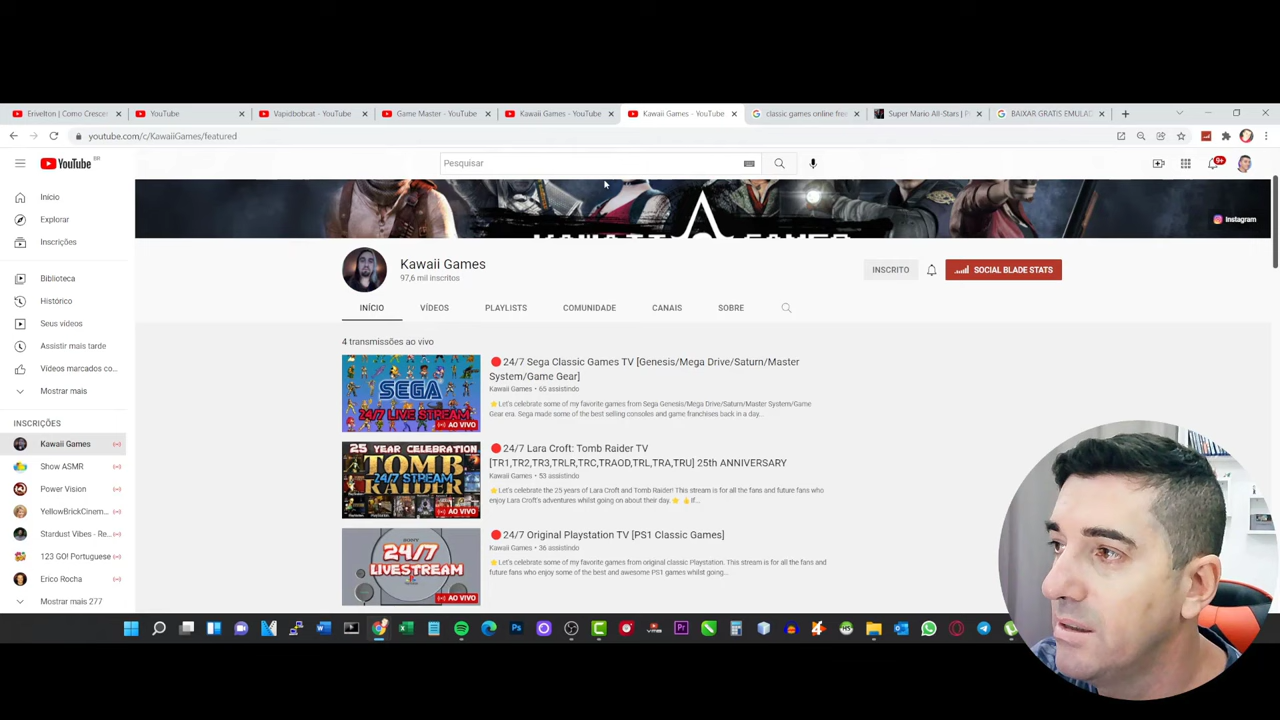 Erivelton | Como Cresce
YouTube
Vapidbobcat - YouTube
Game Master - YouTube
Kawaii Games - YouTube
Kawaii Games - YouTube
classic games online free
Super Mario All-Stars | P
BAIXAR GRATIS EMULAD
youtube.com/c/KawaiiGames/featured
YouTube BR
Pesquisar
9+
Instagram
KAWAII GAMES
Kawaii Games
97,6 mil inscritos
INSCRITO
SOCIAL BLADE STATS
INÍCIO
VÍDEOS
PLAYLISTS
COMUNIDADE
CANAIS
SOBRE
Início
Explorar
Inscrições
Biblioteca
Histórico
Seus vídeos
Assistir mais tarde
Vídeos marcados co...
Mostrar mais
INSCRIÇÕES
Kawaii Games
Show ASMR
Power Vision
YellowBrickCinem...
Stardust Vibes - Re...
123 GO! Portuguese
Erico Rocha
Mostrar mais 277
4 transmissões ao vivo
SEGA
24/7 LIVE STREAM
AO VIVO
24/7 Sega Classic Games TV [Genesis/Mega Drive/Saturn/Master
System/Game Gear]
Kawaii Games • 65 assistindo
Let's celebrate some of my favorite games from Sega Genesis/Mega Drive/Saturn/Master System/Game
Gear era. Sega made some of the best selling consoles and game franchises back in a day...
25 YEAR CELEBRATION
TOMB
24/7 STREAM
RAIDER
AO VIVO
24/7 Lara Croft: Tomb Raider TV
[TR1,TR2,TR3,TRLR,TRC,TRAOD,TRL,TRA,TRU] 25th ANNIVERSARY
Kawaii Games • 53 assistindo
Let's celebrate the 25 years of Lara Croft and Tomb Raider! This stream is for all the fans and future fans who
enjoy Lara Croft's adventures whilst going on about their day. If...
24/7
LIVESTREAM
AO VIVO
24/7 Original Playstation TV [PS1 Classic Games]
Kawaii Games • 36 assistindo
Let's celebrate some of my favorite games from original classic Playstation. This stream is for all the fans and
future fans who enjoy some of the best and awesome PS1 games whilst going...